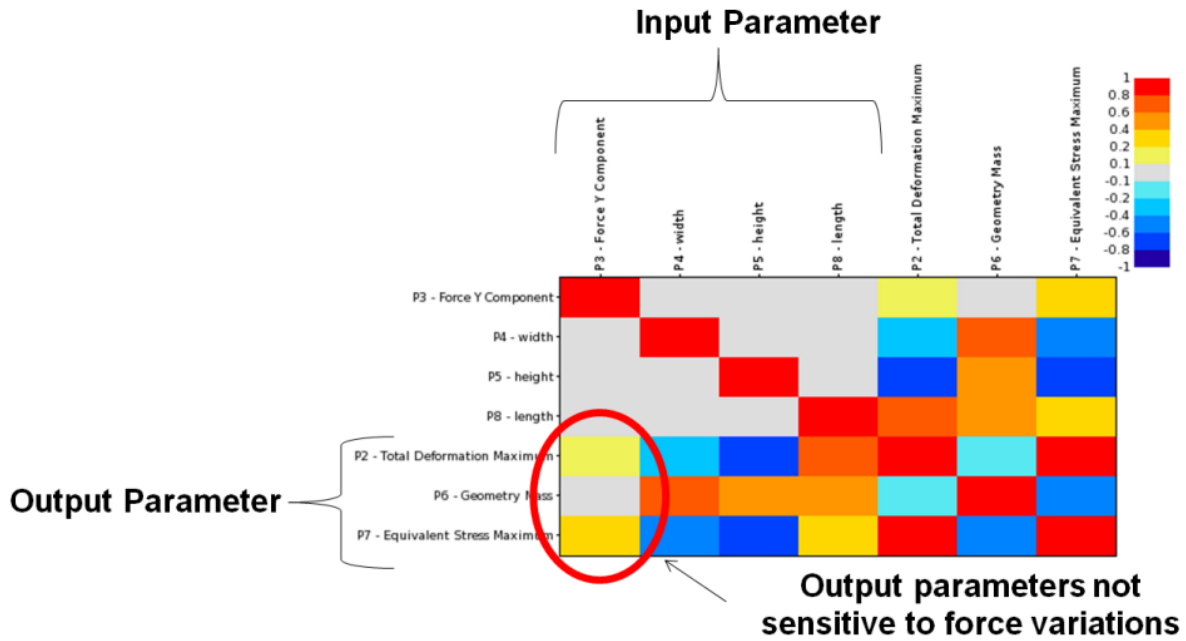 Input Parameter
P3 - Force Y Component
P4 - width
P5 - height
P8 - length
P2 - Total Deformation Maximum
P6 - Geometry Mass
P7 - Equivalent Stress Maximum
1
0.8
0.6
0.4
0.2
0.1
-0.1
-0.2
-0.4
-0.6
-0.8
-1
P3 - Force Y Component
P4 - width
P5 - height
P8 - length
P2 - Total Deformation Maximum
P6 - Geometry Mass
P7 - Equivalent Stress Maximum
Output Parameter
Output parameters not
sensitive to force variations